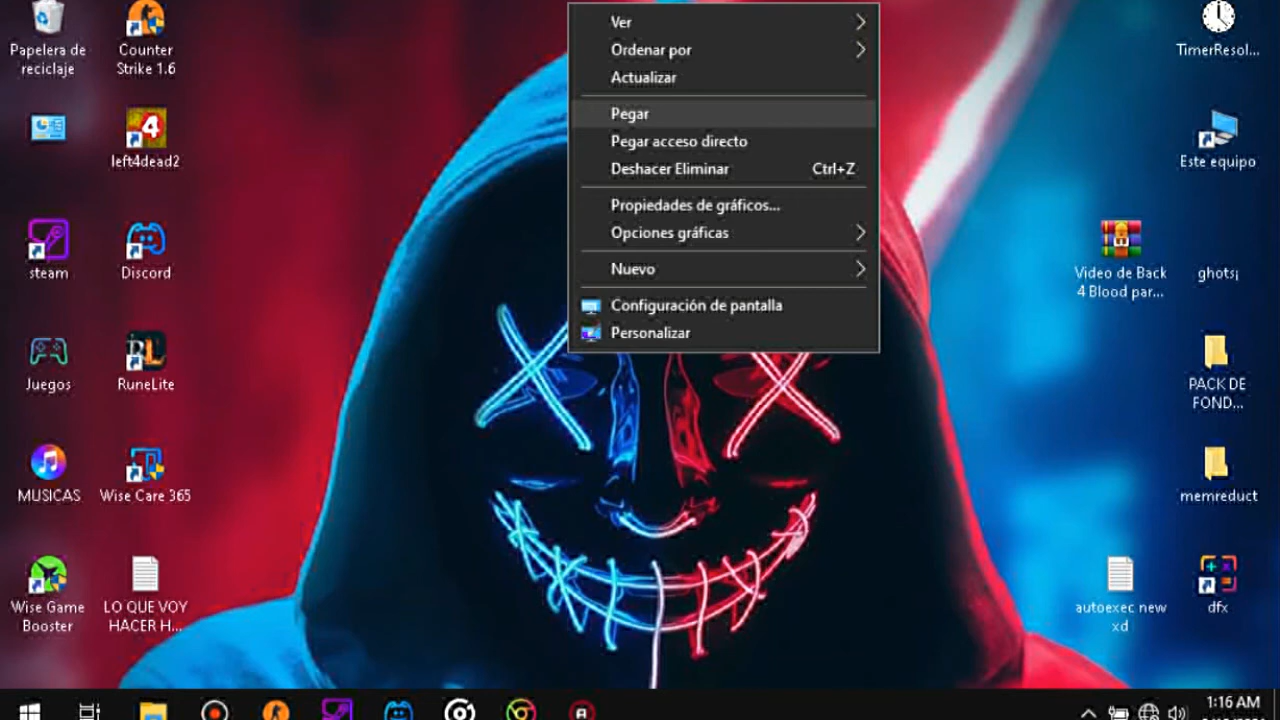 Papelera de
reciclaje
Counter
Strike 1.6
left4dead2
steam
Discord
Juegos
RuneLite
MUSICAS
Wise Care 365
Wise Game
Booster
LO QUE VOY
HACER H...
Ver
Ordenar por
Actualizar
Pegar
Pegar acceso directo
Deshacer Eliminar Ctrl+Z
Propiedades de gráficos...
Opciones gráficas
Nuevo
Configuración de pantalla
Personalizar
TimerResol...
Este equipo
Video de Back
4 Blood par...
ghots¡
PACK DE
FOND...
memreduct
autoexec new
xd
dfx
1:16 AM